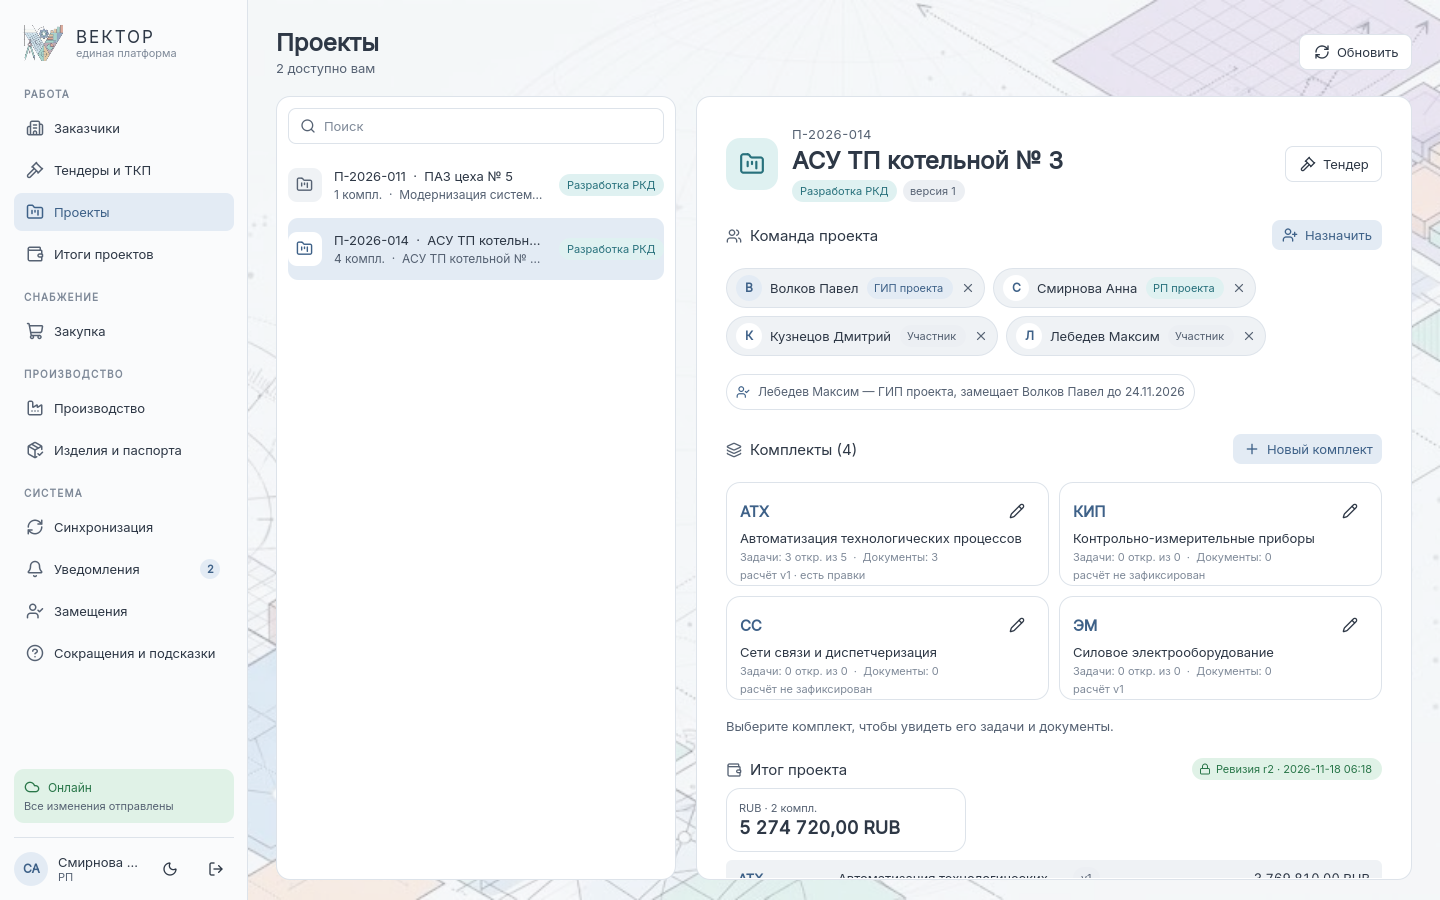 ВЕКТОР
единая платформа
РАБОТА
Заказчики
Тендеры и ТКП
Проекты
Итоги проектов
СНАБЖЕНИЕ
Закупка
ПРОИЗВОДСТВО
Производство
Изделия и паспорта
СИСТЕМА
Синхронизация
Уведомления 2
Замещения
Сокращения и подсказки
Онлайн
Все изменения отправлены
СА
Смирнова ...
РП
Проекты
2 доступно вам
Обновить
Поиск
П-2026-011 · ПАЗ цеха № 5
1 компл. · Модернизация систем...
Разработка РКД
П-2026-014 · АСУ ТП котельн...
4 компл. · АСУ ТП котельной № ...
Разработка РКД
П-2026-014
АСУ ТП котельной № 3
Разработка РКД версия 1
Тендер
Команда проекта
Назначить
В Волков Павел ГИП проекта
С Смирнова Анна РП проекта
К Кузнецов Дмитрий Участник
Л Лебедев Максим Участник
Лебедев Максим — ГИП проекта, замещает Волков Павел до 24.11.2026
Комплекты (4)
Новый комплект
АТХ
Автоматизация технологических процессов
Задачи: 3 откр. из 5 · Документы: 3
расчёт v1 · есть правки
КИП
Контрольно-измерительные приборы
Задачи: 0 откр. из 0 · Документы: 0
расчёт не зафиксирован
СС
Сети связи и диспетчеризация
Задачи: 0 откр. из 0 · Документы: 0
расчёт не зафиксирован
ЭМ
Силовое электрооборудование
Задачи: 0 откр. из 0 · Документы: 0
расчёт v1
Выберите комплект, чтобы увидеть его задачи и документы.
Итог проекта
Ревизия r2 · 2026-11-18 06:18
RUB · 2 компл.
5 274 720,00 RUB
АТХ Автоматизация технологических v1 3 769 810,00 RUB